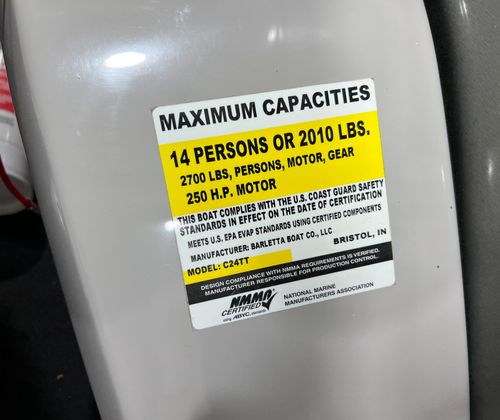 MAXIMUM CAPACITIES
14 PERSONS OR 2010 LBS.
2700 LBS, PERSONS, MOTOR, GEAR
250 H.P. MOTOR
THIS BOAT COMPLIES WITH THE U.S. COAST GUARD SAFETY
STANDARDS IN EFFECT ON THE DATE OF CERTIFICATION
MEETS U.S. EPA EVAP STANDARDS USING CERTIFIED COMPONENTS
MANUFACTURER: BARLETTA BOAT CO., LLC
BRISTOL, IN
MODEL: C24TT
DESIGN COMPLIANCE WITH NMMA REQUIREMENTS IS VERIFIED.
MANUFACTURER RESPONSIBLE FOR PRODUCTION CONTROL.
NMMA
CERTIFIED
using ABYC standards
NATIONAL MARINE
MANUFACTURERS ASSOCIATION